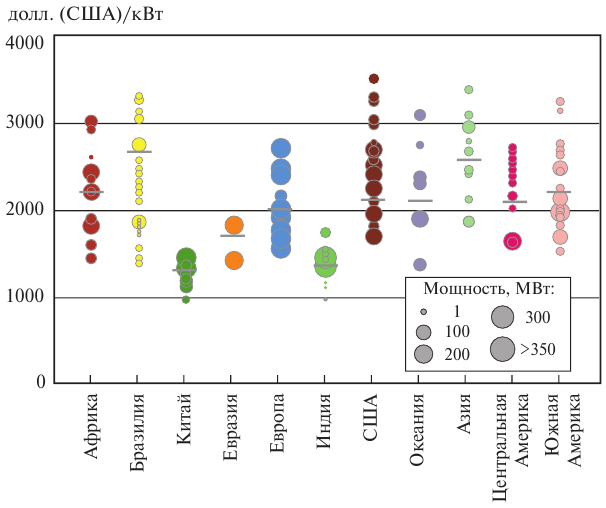 долл. (США)/кВт
4000
3000
2000
1000
0
Мощность, МВт:
1
100
200
300
>350
Африка
Бразилия
Китай
Евразия
Европа
Индия
США
Океания
Азия
Центральная
Америка
Южная
Америка